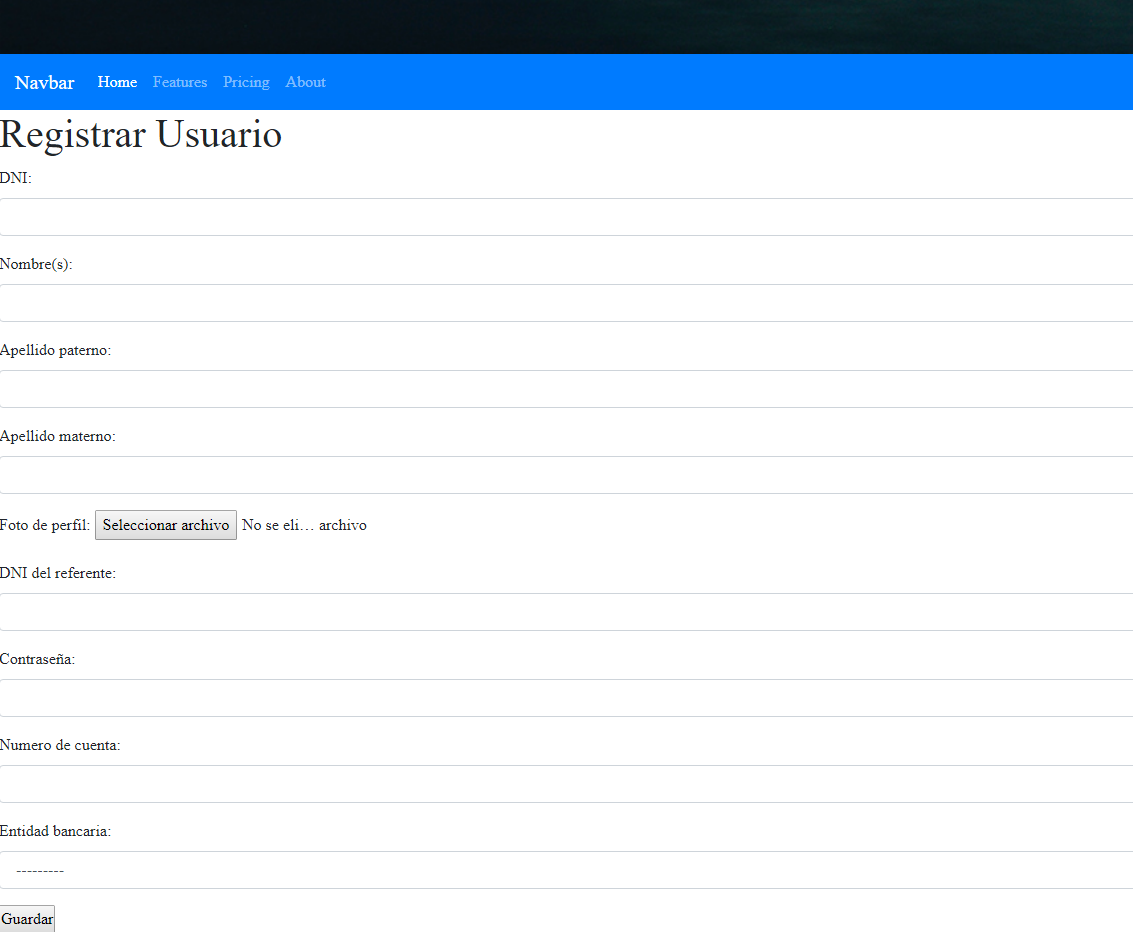 Navbar Home Features Pricing About
Registrar Usuario
DNI:
Nombre(s):
Apellido paterno:
Apellido materno:
Foto de perfil: Seleccionar archivo No se eli… archivo
DNI del referente:
Contraseña:
Numero de cuenta:
Entidad bancaria:
---------
Guardar